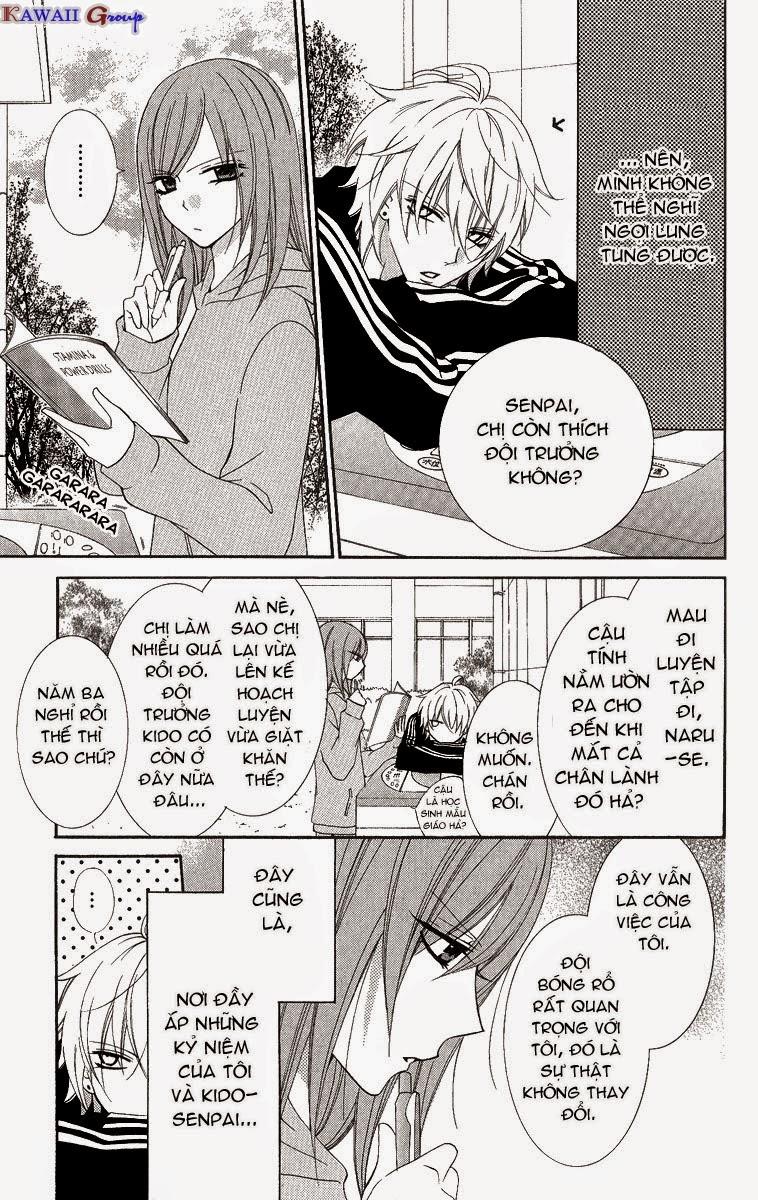 KAWAII Group
... NÊN,
MÌNH KHÔNG
THỂ NGHI
NGỢI LUNG
TUNG ĐƯỢC.
SENPAI,
CHỊ CÒN THÍCH
ĐỘI TRƯỞNG
KHÔNG?
......
STAMINA &
POWER DRILLS
GARARA
GARARARARA
MAU
ĐI
LUYỆN
TẬP
ĐI,
NARU
-SE.
CẬU
TÍNH
NẰM ƯỜN
RA CHO
ĐẾN KHI
MẤT CẢ
CHÂN LÀNH
ĐÓ HẢ?
KHÔNG
MUỐN.
CHÁN
RỒI.
CẬU
LÀ HỌC
SINH MẪU
GIÁO HẢ?
MÀ NÈ,
SAO CHỊ
LẠI VỪA
LÊN KẾ
HOẠCH
LUYỆN
VỪA GIẶT
KHĂN
THẾ?
CHỊ LÀM
NHIỀU QUÁ
RỒI ĐÓ.
ĐỘI
TRƯỞNG
KIDO CÓ
CÒN Ở
ĐÂY NỮA
ĐÂU...
NĂM BA
NGHỈ RỒI
THẾ THÌ
SAO CHỨ?
ĐÂY VẪN
LÀ CÔNG
VIỆC CỦA
TÔI.
ĐỘI
BÓNG RỔ
RẤT QUAN
TRỌNG VỚI
TÔI, ĐÓ LÀ
SỰ THẬT
KHÔNG THAY
ĐỔI.
ĐÂY
CŨNG
LÀ,
NƠI ĐẦY
ẮP NHỮNG
KỶ NIỆM
CỦA TÔI
VÀ KIDO-
SENPAI...
...